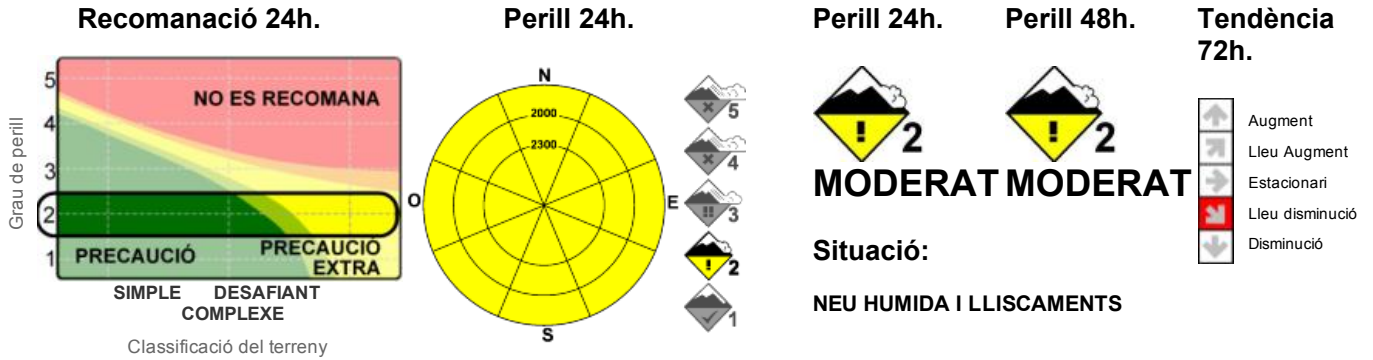 Recomanació 24h.
Perill 24h.
Perill 24h.
Perill 48h.
Tendència
72h.
Grau de perill
5
4
3
2
1
NO ES RECOMANA
PRECAUCIÓ
PRECAUCIÓ
EXTRA
SIMPLE DESAFIANT
COMPLEXE
Classificació del terreny
N
2000
2300
O
E
S
5
4
3
2
1
2
MODERAT
2
MODERAT
Situació:
NEU HUMIDA I LLISCAMENTS
Augment
Lleu Augment
Estacionari
Lleu disminució
Disminució